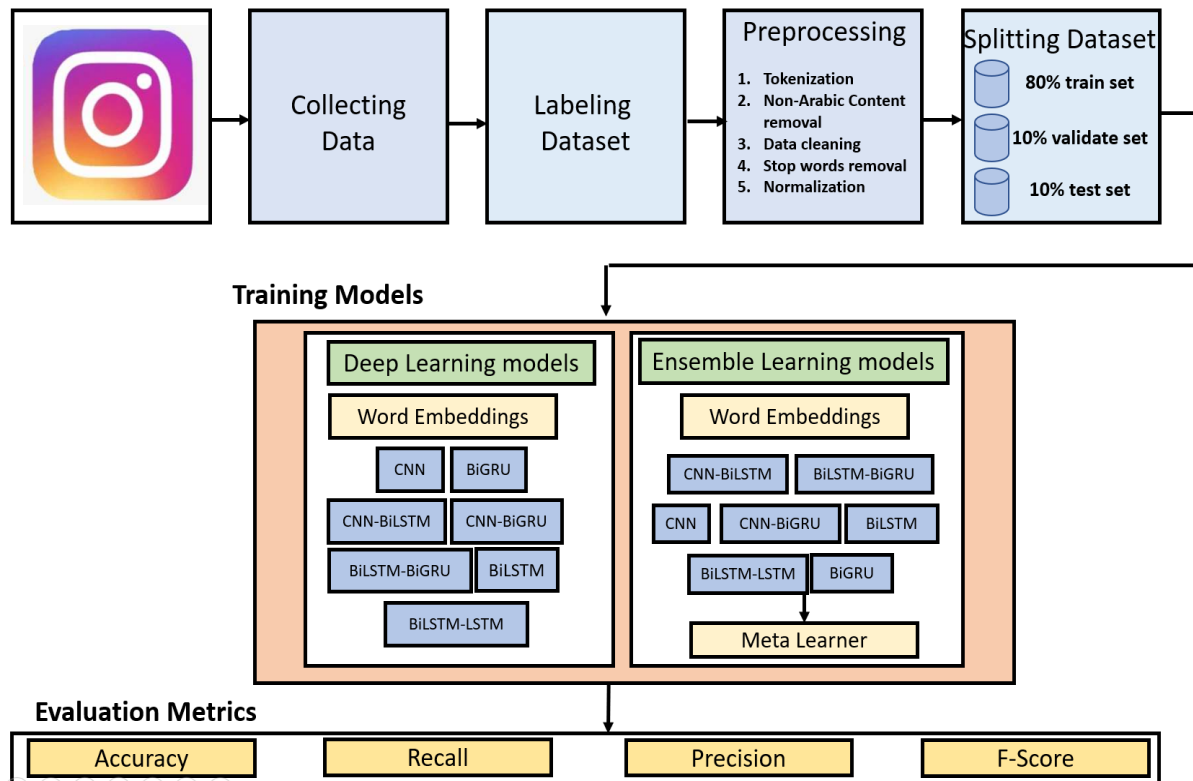 Collecting
Data
Labeling
Dataset
Preprocessing
1. Tokenization
2. Non-Arabic Content
removal
3. Data cleaning
4. Stop words removal
5. Normalization
Splitting Dataset
80% train set
10% validate set
10% test set
Training Models
Deep Learning models
Word Embeddings
CNN
BiGRU
CNN-BiLSTM
CNN-BiGRU
BiLSTM-BiGRU
BiLSTM
BiLSTM-LSTM
Ensemble Learning models
Word Embeddings
CNN-BiLSTM
BiLSTM-BiGRU
CNN
CNN-BiGRU
BiLSTM
BiLSTM-LSTM
BiGRU
Meta Learner
Evaluation Metrics
Accuracy
Recall
Precision
F-Score